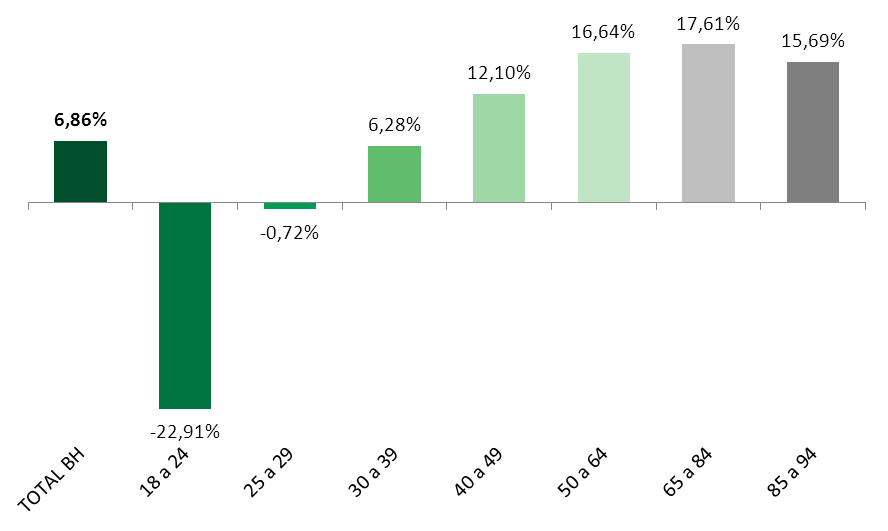 17,61%
16,64%
15,69%
12,10%
6,86%
6,28%
-0,72%
-22,91%
TOTAL BH
18 a 24
25 a 29
30 a 39
40 a 49
50 a 64
65 a 84
85 a 94